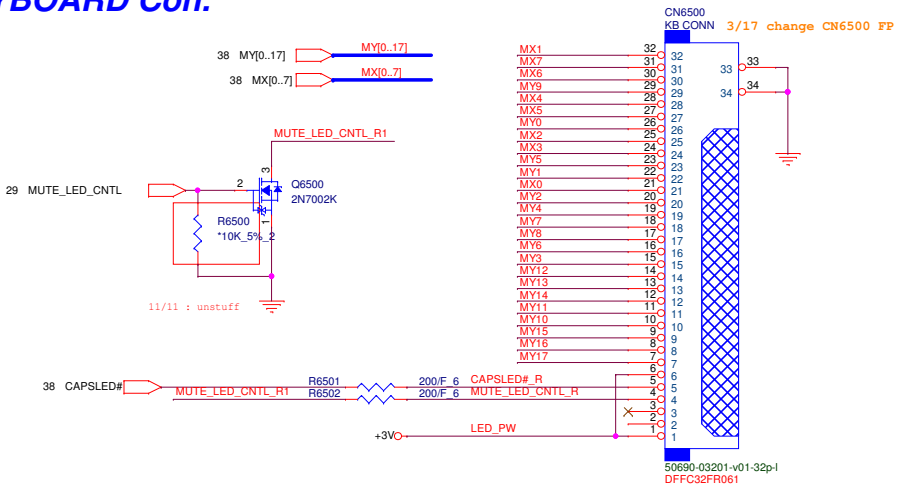 YBOARD Con.
CN6500
KB CONN
3/17 change CN6500 FP
38 MY[0..17]
MY[0..17]
38 MX[0..7]
MX[0..7]
MUTE_LED_CNTL_R1
29 MUTE_LED_CNTL
2
3
1
Q6500
2N7002K
R6500
*10K_5%_2
11/11 : unstuff
MX1 32 32
MX7 31 31
MX6 30 30
MY9 29 29
MX4 28 28
MX5 27 27
MY0 26 26
MX2 25 25
MX3 24 24
MY5 23 23
MY1 22 22
MX0 21 21
MY2 20 20
MY4 19 19
MY7 18 18
MY8 17 17
MY6 16 16
MY3 15 15
MY12 14 14
MY13 13 13
MY14 12 12
MY11 11 11
MY10 10 10
MY15 9 9
MY16 8 8
MY17 7 7
6 6
5 5
4 4
3 3
2 2
1 1
33 33
34 34
38 CAPSLED#
R6501
200/F_6
CAPSLED#_R
MUTE_LED_CNTL_R1
R6502
200/F_6
MUTE_LED_CNTL_R
+3V
LED_PW
50690-03201-v01-32p-l
DFFC32FR061